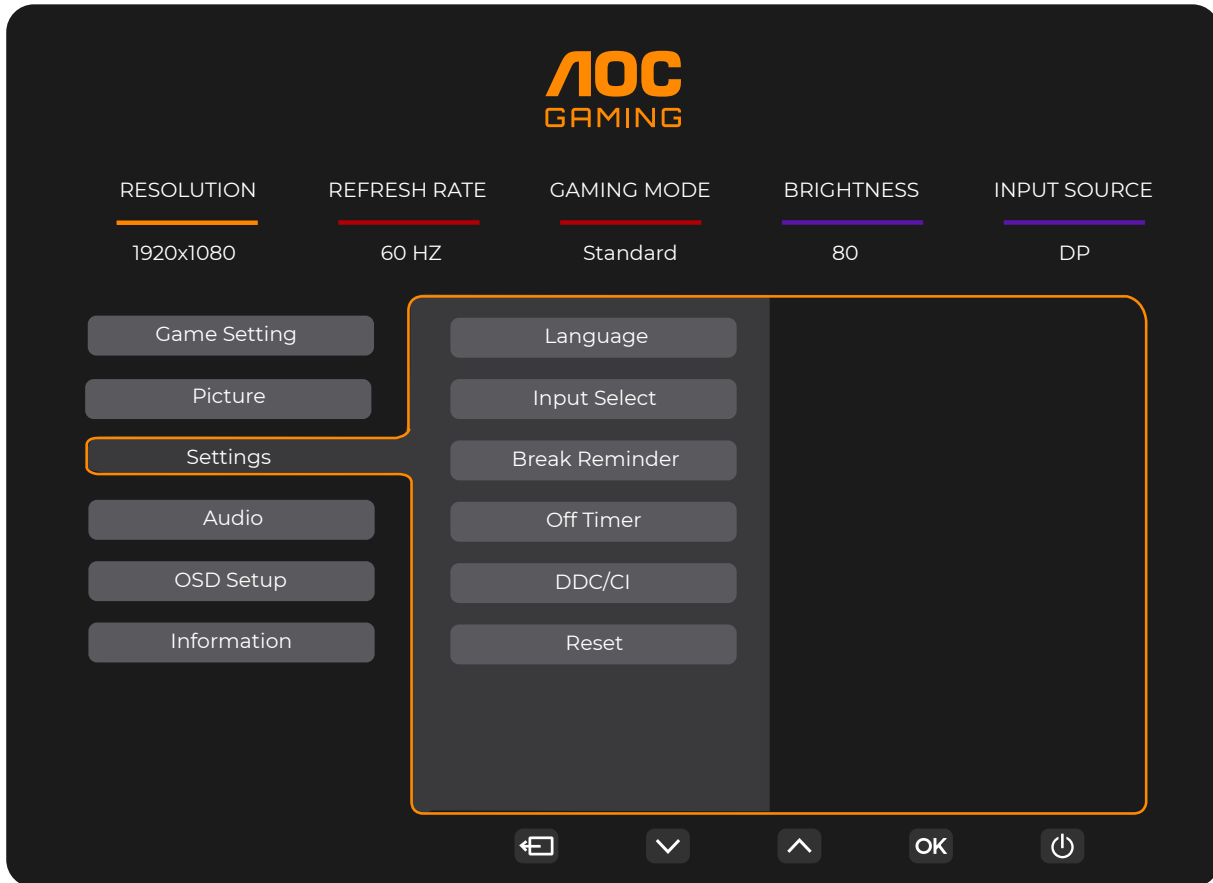 AOC
GAMING
RESOLUTION REFRESH RATE GAMING MODE BRIGHTNESS INPUT SOURCE
1920x1080 60 HZ Standard 80 DP
Game Setting Language
Picture Input Select
Settings Break Reminder
Audio Off Timer
OSD Setup DDC/CI
Information Reset
OK